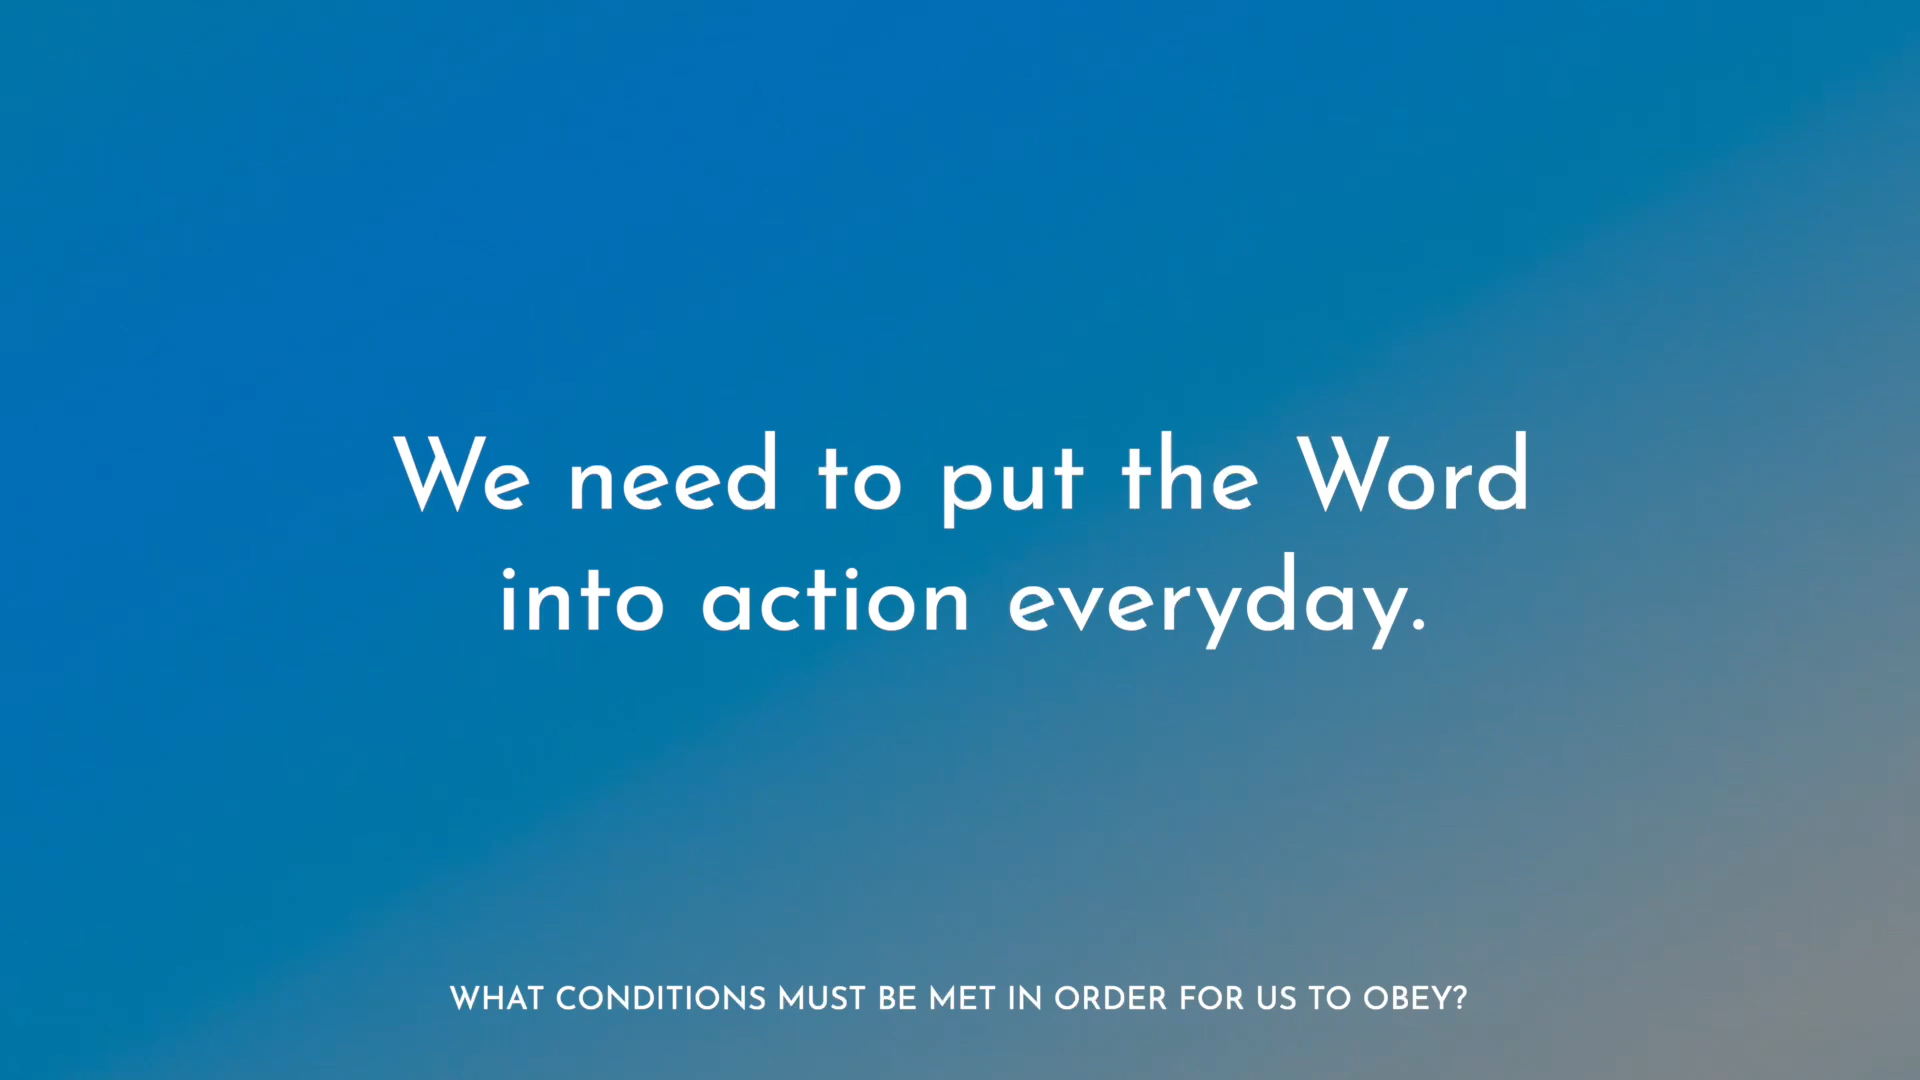 We need to put the Word
into action everyday.
WHAT CONDITIONS MUST BE MET IN ORDER FOR US TO OBEY?